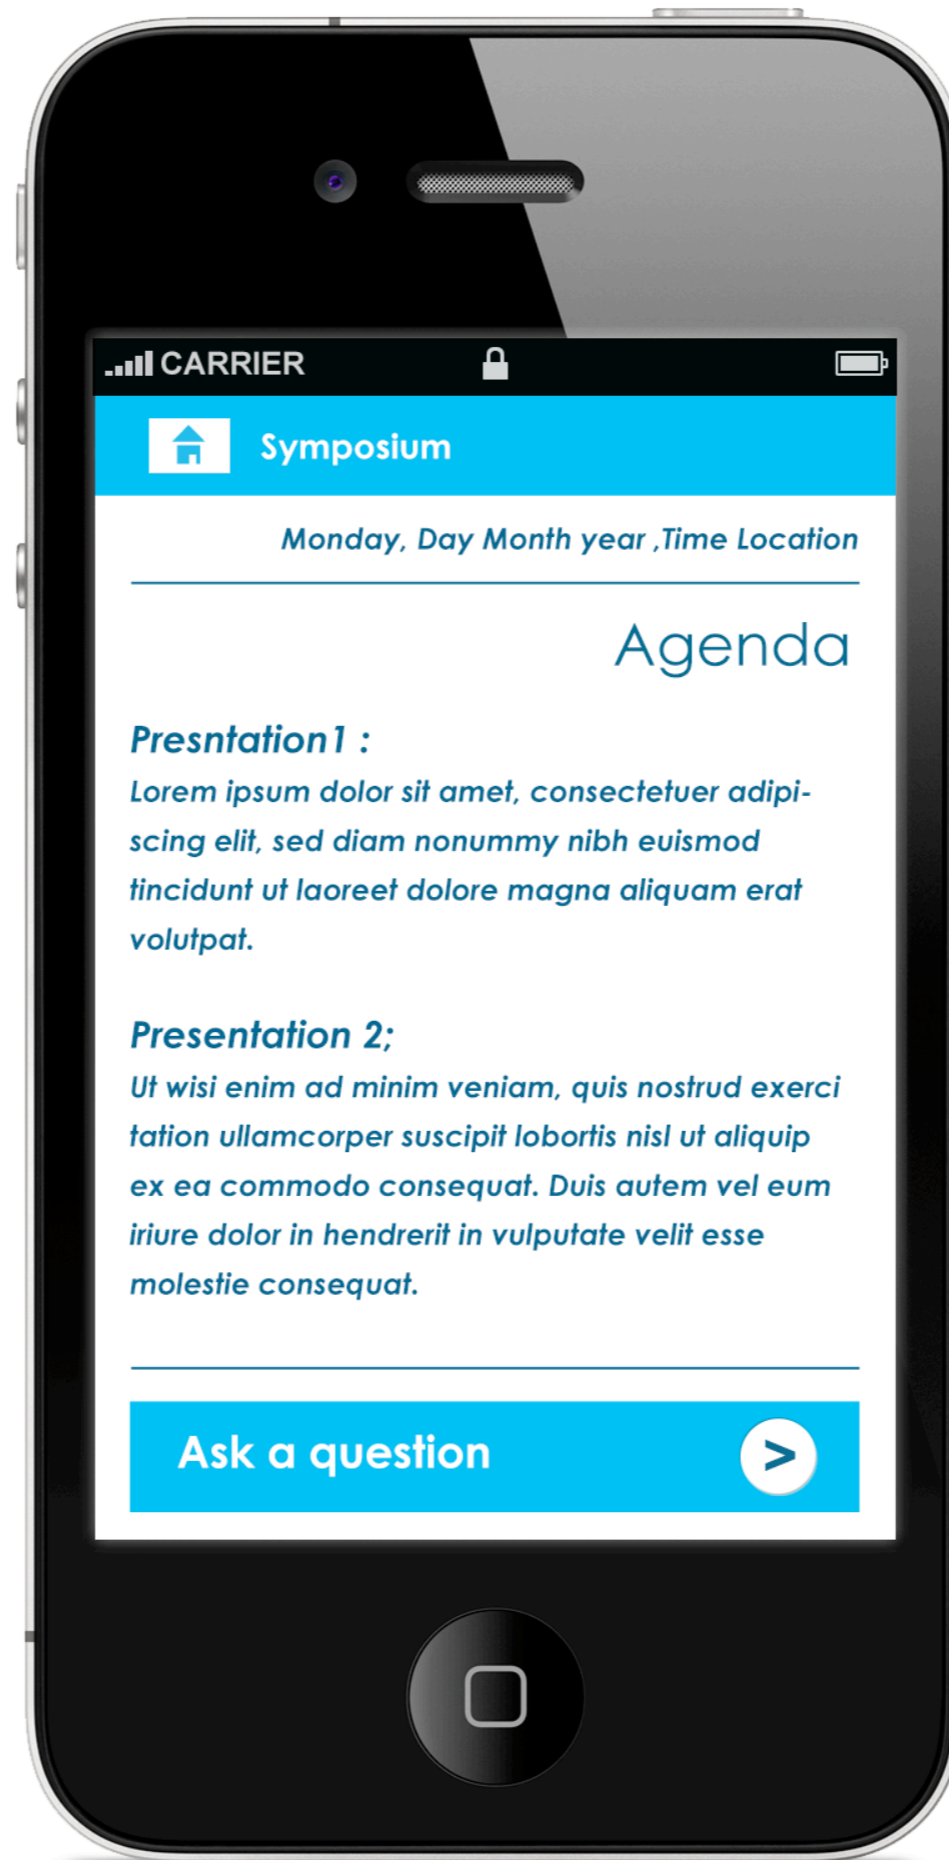 CARRIER
Symposium
Monday, Day Month year ,Time Location
Agenda
Presntation1 :
Lorem ipsum dolor sit amet, consectetuer adipi-
scing elit, sed diam nonummy nibh euismod
tincidunt ut laoreet dolore magna aliquam erat
volutpat.
Presentation 2;
Ut wisi enim ad minim veniam, quis nostrud exerci
tation ullamcorper suscipit lobortis nisl ut aliquip
ex ea commodo consequat. Duis autem vel eum
iriure dolor in hendrerit in vulputate velit esse
molestie consequat.
Ask a question >